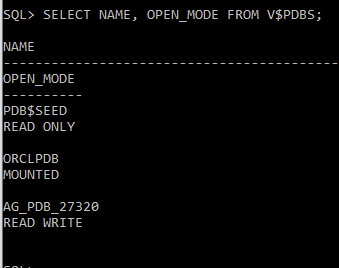 SQL> SELECT NAME, OPEN_MODE FROM V$PDBS;
NAME
--------------------------------------------
OPEN_MODE
----------
PDB$SEED
READ ONLY
ORCLPDB
MOUNTED
AG_PDB_27320
READ WRITE
SQL>